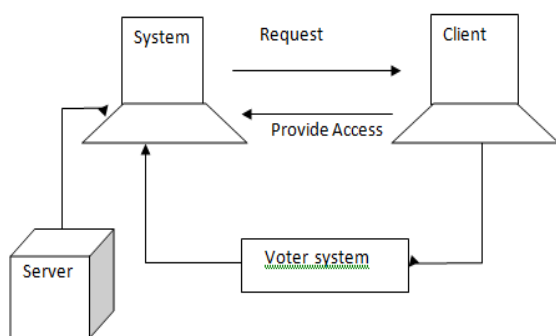 System
Request
Client
Provide Access
Voter system
Server